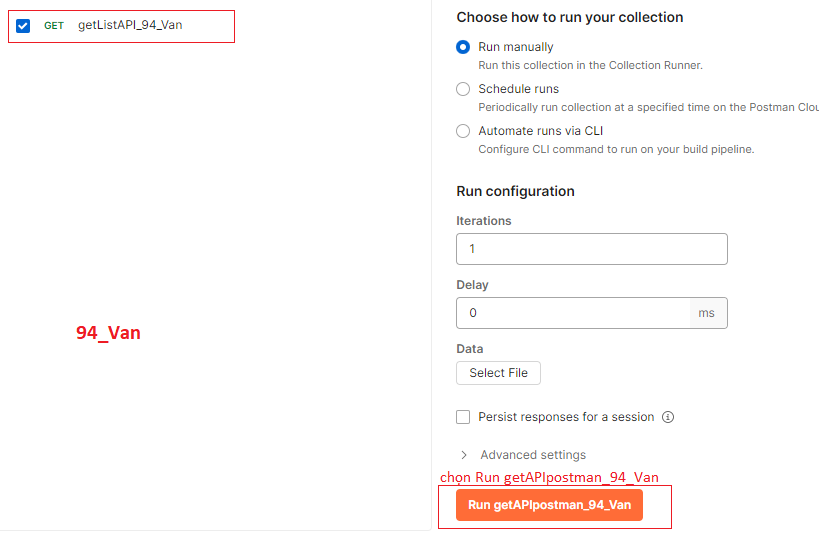 GET getListAPI_94_Van
94_Van
Choose how to run your collection
Run manually
Run this collection in the Collection Runner.
Schedule runs
Periodically run collection at a specified time on the Postman Clou
Automate runs via CLI
Configure CLI command to run on your build pipeline.
Run configuration
Iterations
1
Delay
0 ms
Data
Select File
Persist responses for a session
Advanced settings
chọn Run getAPIpostman_94_Van
Run getAPIpostman_94_Van